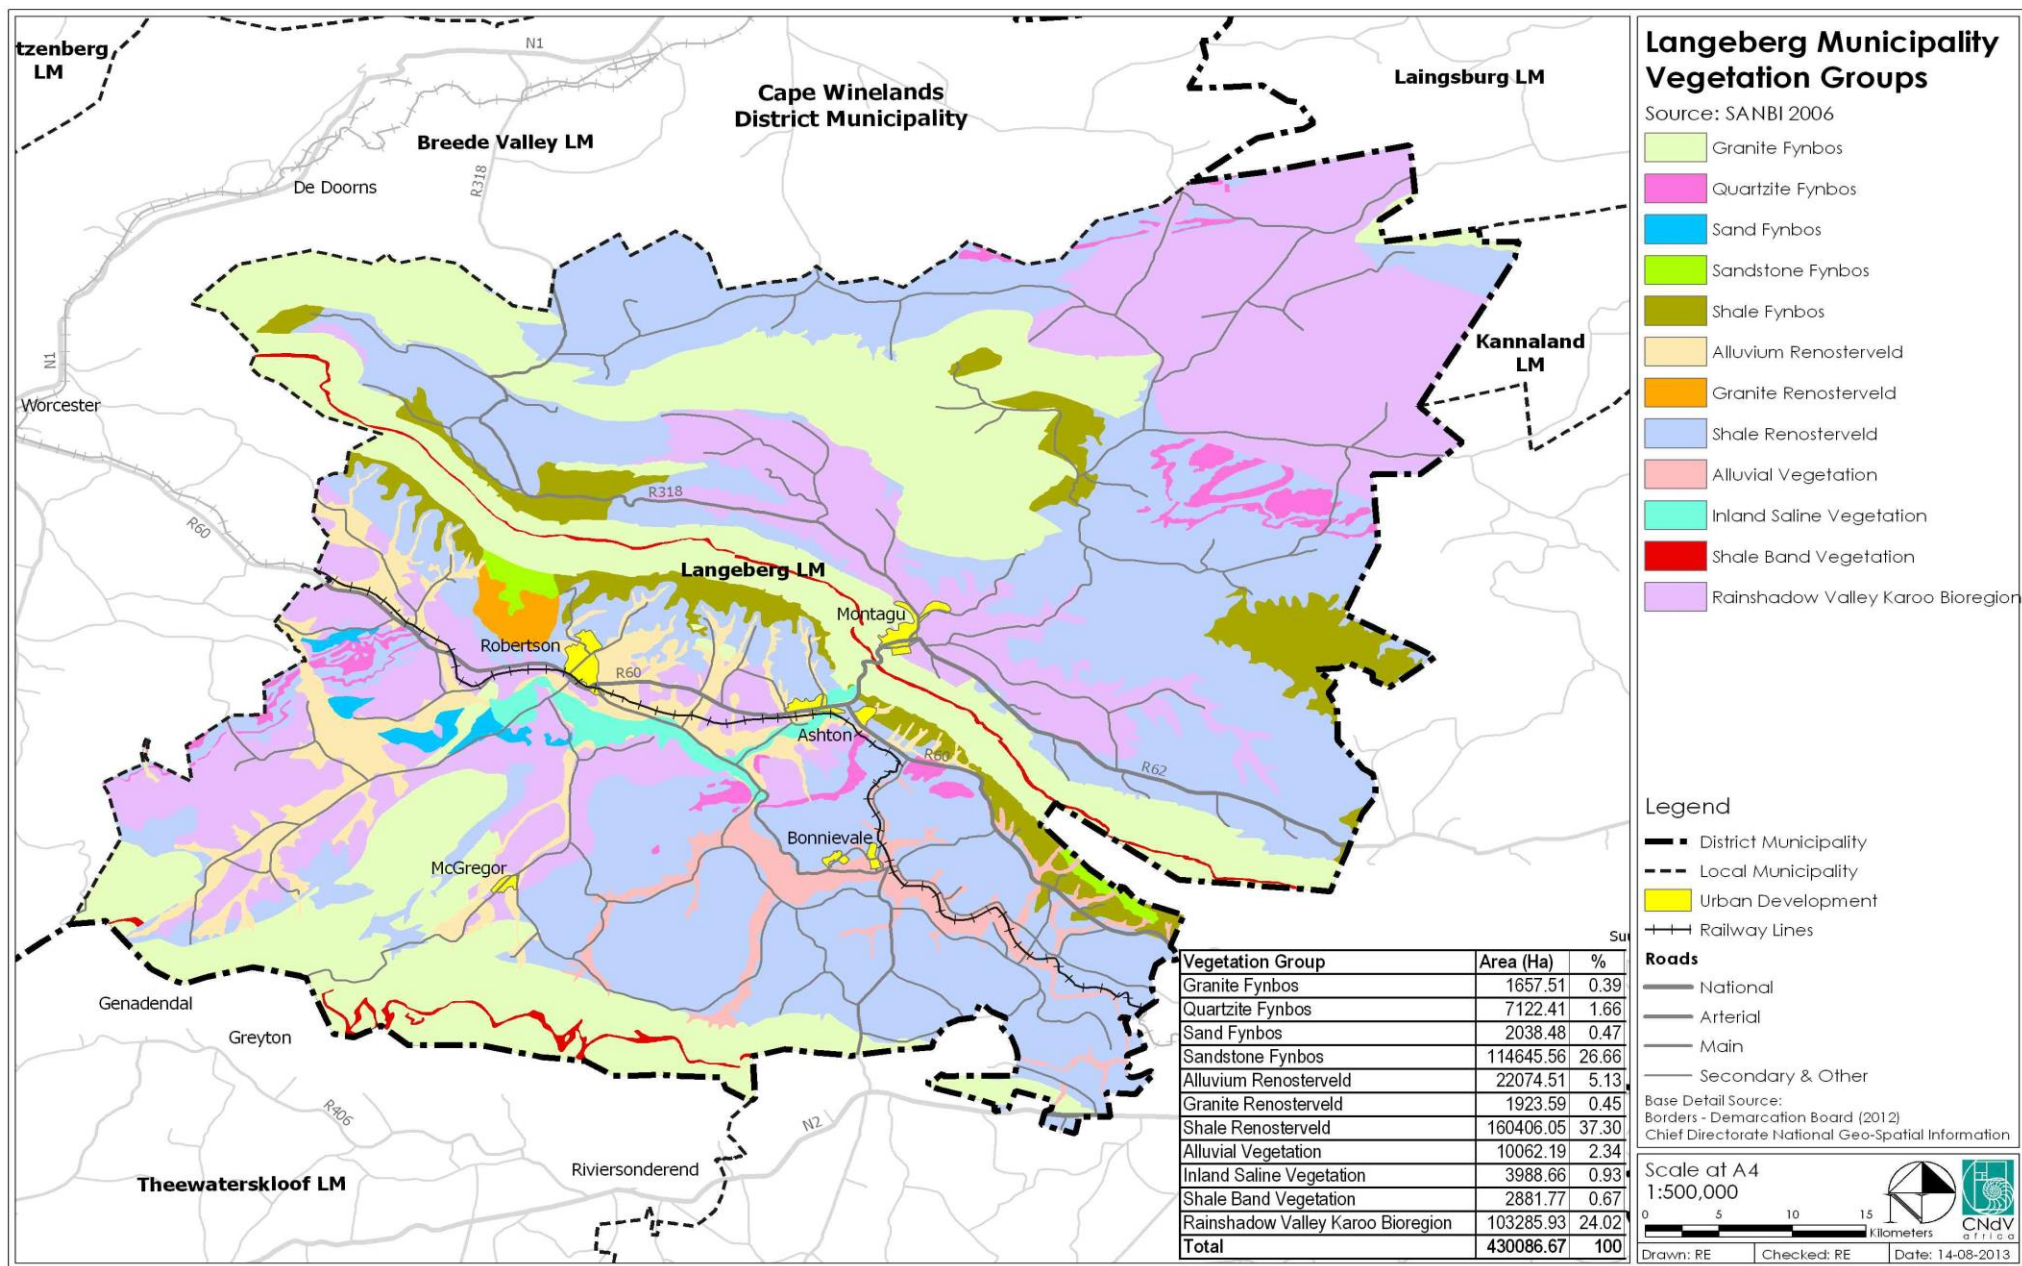 tzenberg
LM
N1
Cape Winelands
District Municipality
Laingsburg LM
Breede Valley LM
R318
De Doorns
N1
Kannaland
LM
Worcester
R60
R318
Langeberg LM
Montagu
Robertson
R60
Ashton
R60
R62
Bonnievale
McGregor
Genadendal
Greyton
R406
N2
Riviersonderend
Theewaterskloof LM
Su
Vegetation Group Area (Ha) %
Granite Fynbos 1657.51 0.39
Quartzite Fynbos 7122.41 1.66
Sand Fynbos 2038.48 0.47
Sandstone Fynbos 114645.56 26.66
Alluvium Renosterveld 22074.51 5.13
Granite Renosterveld 1923.59 0.45
Shale Renosterveld 160406.05 37.30
Alluvial Vegetation 10062.19 2.34
Inland Saline Vegetation 3988.66 0.93
Shale Band Vegetation 2881.77 0.67
Rainshadow Valley Karoo Bioregion 103285.93 24.02
Total 430086.67 100
Langeberg Municipality
Vegetation Groups
Source: SANBI 2006
Granite Fynbos
Quartzite Fynbos
Sand Fynbos
Sandstone Fynbos
Shale Fynbos
Alluvium Renosterveld
Granite Renosterveld
Shale Renosterveld
Alluvial Vegetation
Inland Saline Vegetation
Shale Band Vegetation
Rainshadow Valley Karoo Bioregion
Legend
District Municipality
Local Municipality
Urban Development
Railway Lines
Roads
National
Arterial
Main
Secondary & Other
Base Detail Source:
Borders - Demarcation Board (2012)
Chief Directorate National Geo-Spatial Information
Scale at A4
1:500,000
0 5 10 15
Kilometers
CNdV
africa
Drawn: RE Checked: RE Date: 14-08-2013